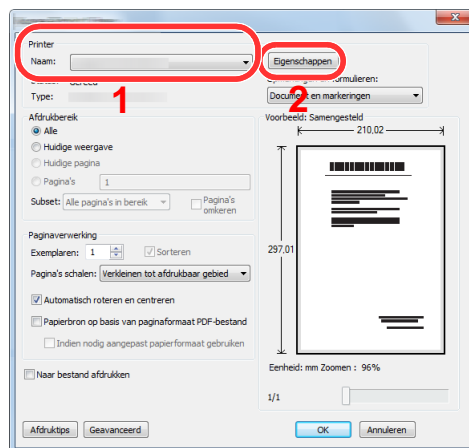 Printer
Naam:
Eigenschappen
1
2
Type:
Document en markeringen
Afdrukbereik
Alle
Huidige weergave
Huidige pagina
Pagina's
1
Subset:
Alle pagina's in bereik
Pagina's
omkeren
Voorbeeld: Samengesteld
210,02
297,01
Paginaverwerking
Exemplaren:
1
Sorteren
Pagina's schalen:
Verkleinen tot afdrukbaar gebied
Automatisch roteren en centreren
Papierbron op basis van paginaformaat PDF-bestand
Indien nodig aangepast papierformaat gebruiken
Naar bestand afdrukken
Eenheid: mm Zoomen : 96%
1/1
Afdruktips
Geavanceerd
OK
Annuleren